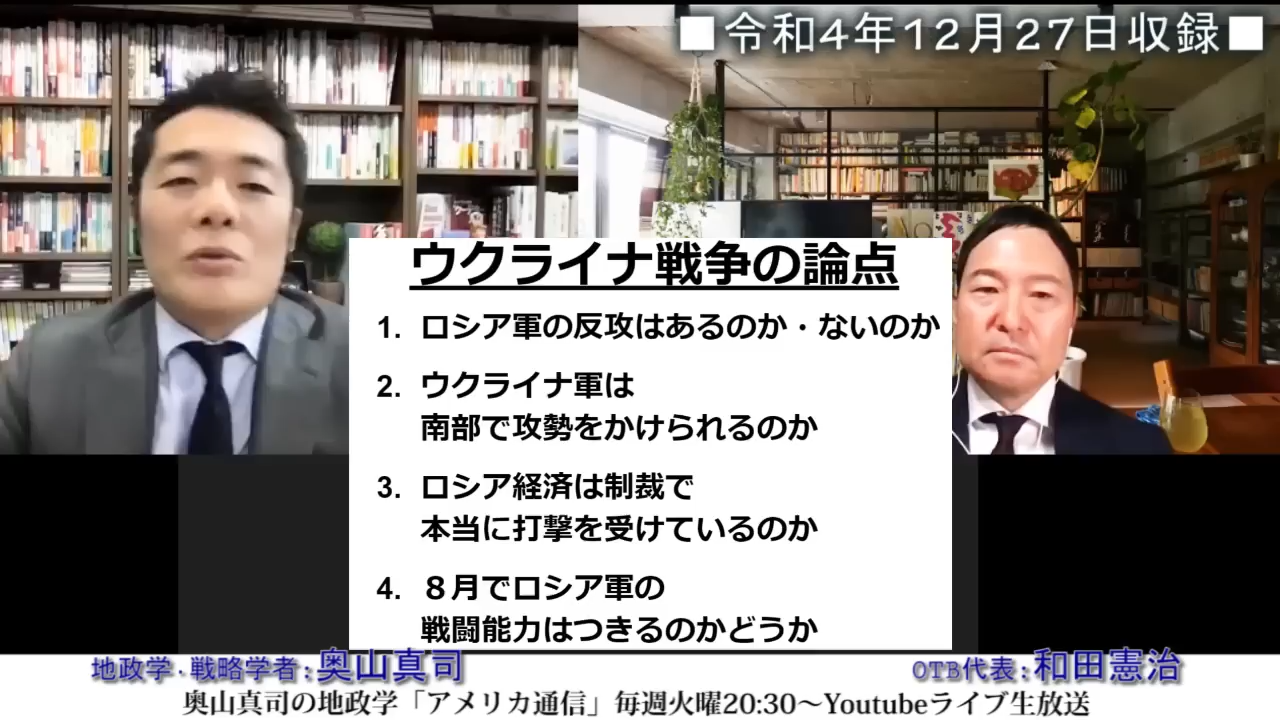 ■令和4年12月27日収録■
ウクライナ戦争の論点
1. ロシア軍の反攻はあるのか・ないのか
2. ウクライナ軍は
南部で攻勢をかけられるのか
3. ロシア経済は制裁で
本当に打撃を受けているのか
4. ８月でロシア軍の
戦闘能力はつきるのかどうか
地政学・戦略学者:奥山真司
OTB代表:和田憲治
奥山真司の地政学「アメリカ通信」毎週火曜20:30〜Youtubeライブ生放送